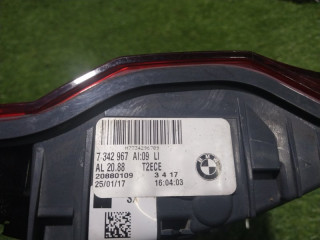 7 342 967 AI:09 LI
AL 20.88 T2ECE
20880109 3 4 17
25/01/17 16:04:03
BMW